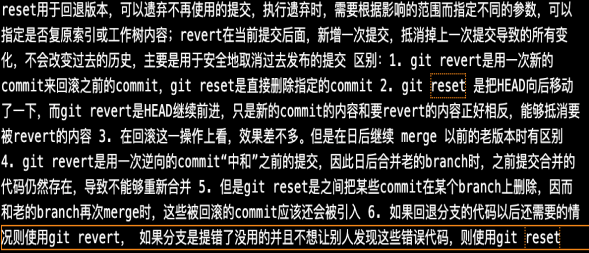 reset用于回退版本，可以遗弃不再使用的提交，执行遗弃时，需要根据影响的范围而指定不同的参数，可以
指定是否复原索引或工作树内容；revert在当前提交后面，新增一次提交，抵消掉上一次提交导致的所有变
化，不会改变过去的历史，主要是用于安全地取消过去发布的提交 区别：1. git revert是用一次新的
commit来回滚之前的commit，git reset是直接删除指定的commit 2. git reset 是把HEAD向后移动
了一下，而git revert是HEAD继续前进，只是新的commit的内容和要revert的内容正好相反，能够抵消要
被revert的内容 3. 在回滚这一操作上看，效果差不多。但是在日后继续 merge 以前的老版本时有区别
4. git revert是用一次逆向的commit“中和”之前的提交，因此日后合并老的branch时，之前提交合并的
代码仍然存在，导致不能够重新合并 5. 但是git reset是之间把某些commit在某个branch上删除，因而
和老的branch再次merge时，这些被回滚的commit应该还会被引入 6. 如果回退分支的代码以后还需要的情
况则使用git revert， 如果分支是提错了没用的并且不想让别人发现这些错误代码，则使用git reset